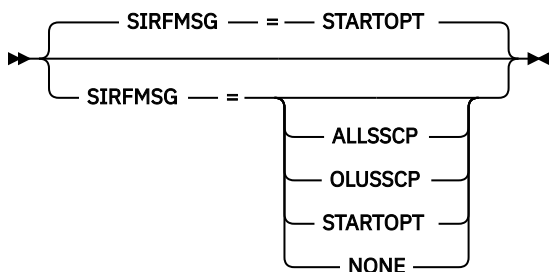 SIRFMSG = STARTOPT
SIRFMSG =
ALLSSCP
OLUSSCP
STARTOPT
NONE